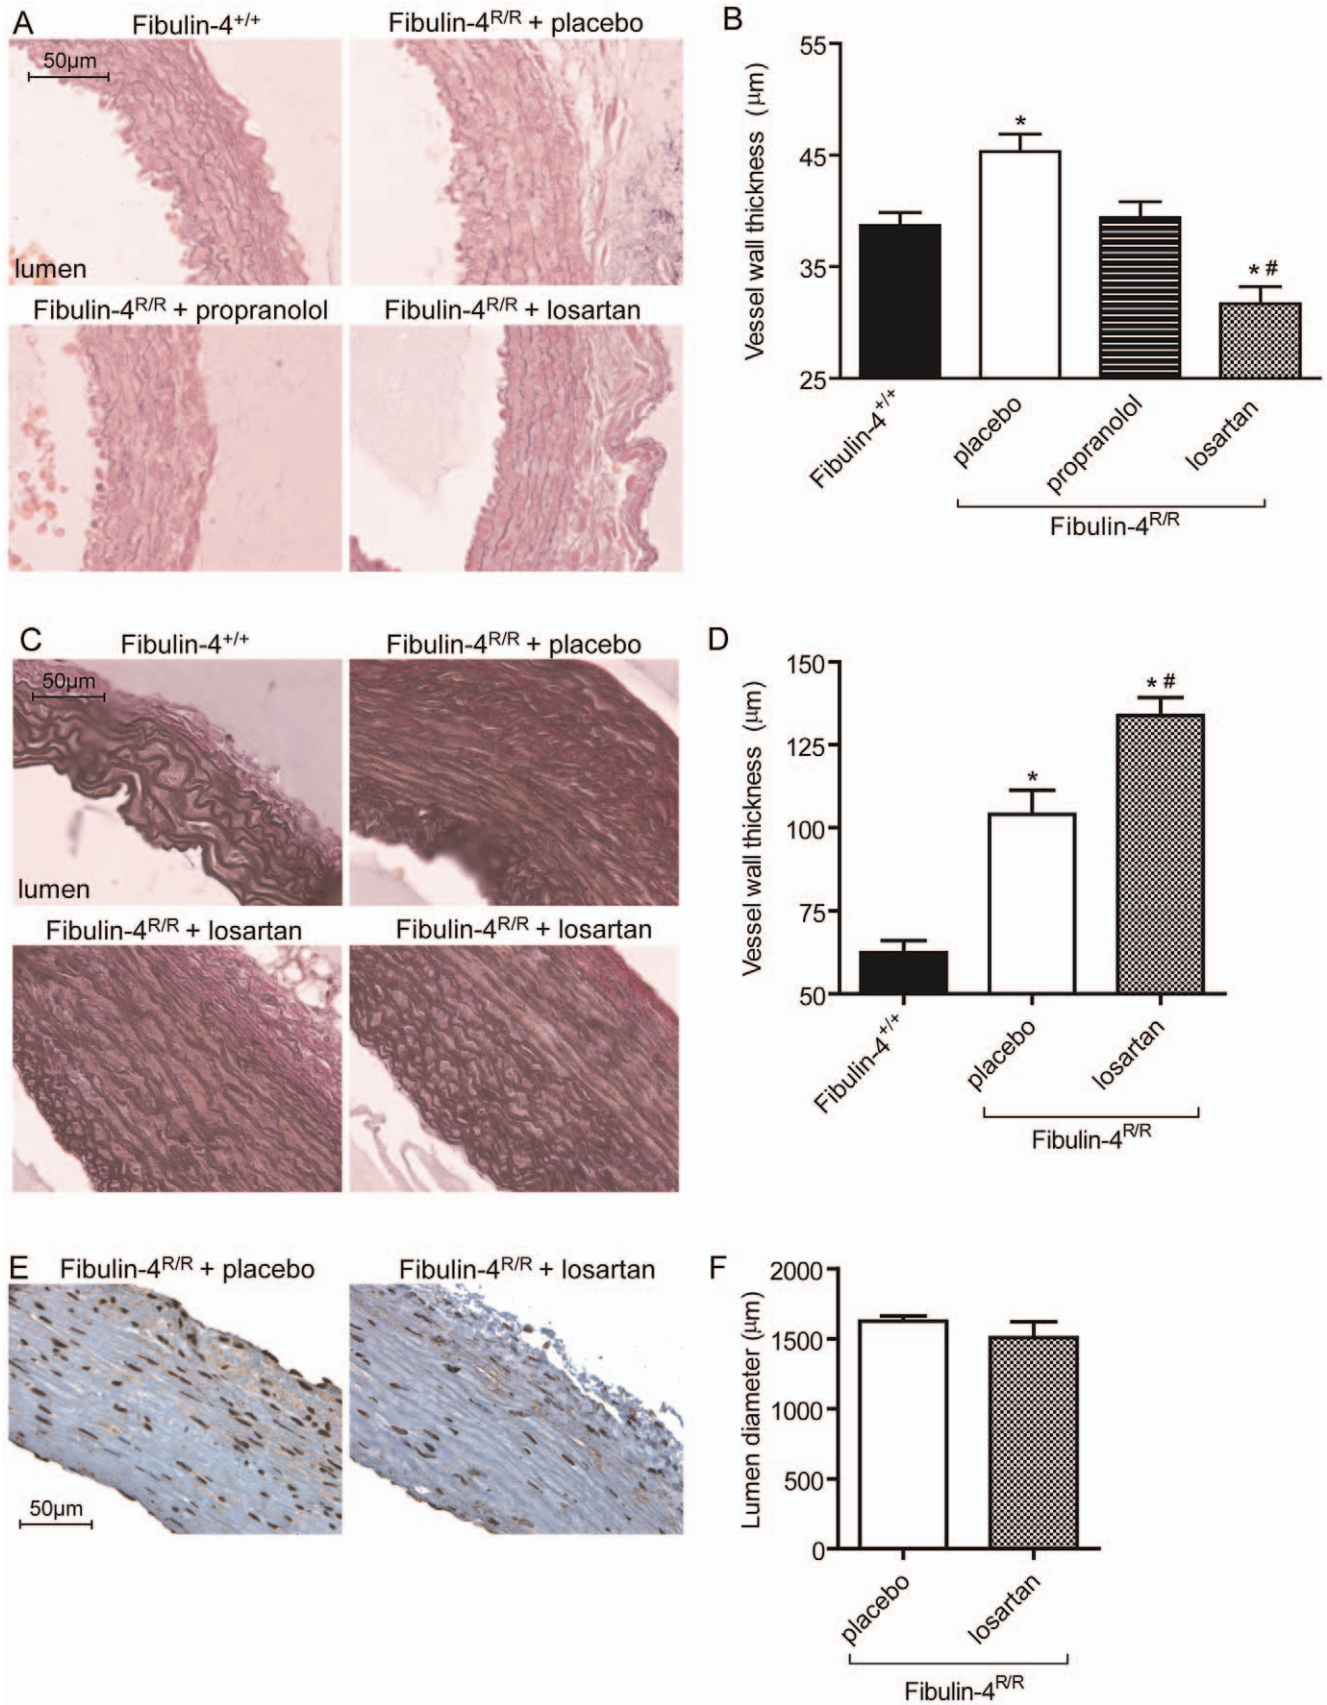 A
Fibulin-4+/+
Fibulin-4R/R + placebo
50μm
lumen
Fibulin-4R/R + propranolol
Fibulin-4R/R + losartan
B
Vessel wall thickness (μm)
55
45
35
25
*
* #
Fibulin-4+/+
placebo
propranolol
losartan
Fibulin-4R/R
C
Fibulin-4+/+
Fibulin-4R/R + placebo
50μm
lumen
Fibulin-4R/R + losartan
Fibulin-4R/R + losartan
D
Vessel wall thickness (μm)
150
125
100
75
50
*
* #
Fibulin-4+/+
placebo
losartan
Fibulin-4R/R
E
Fibulin-4R/R + placebo
Fibulin-4R/R + losartan
50μm
F
Lumen diameter (μm)
2000
1500
1000
500
0
placebo
losartan
Fibulin-4R/R